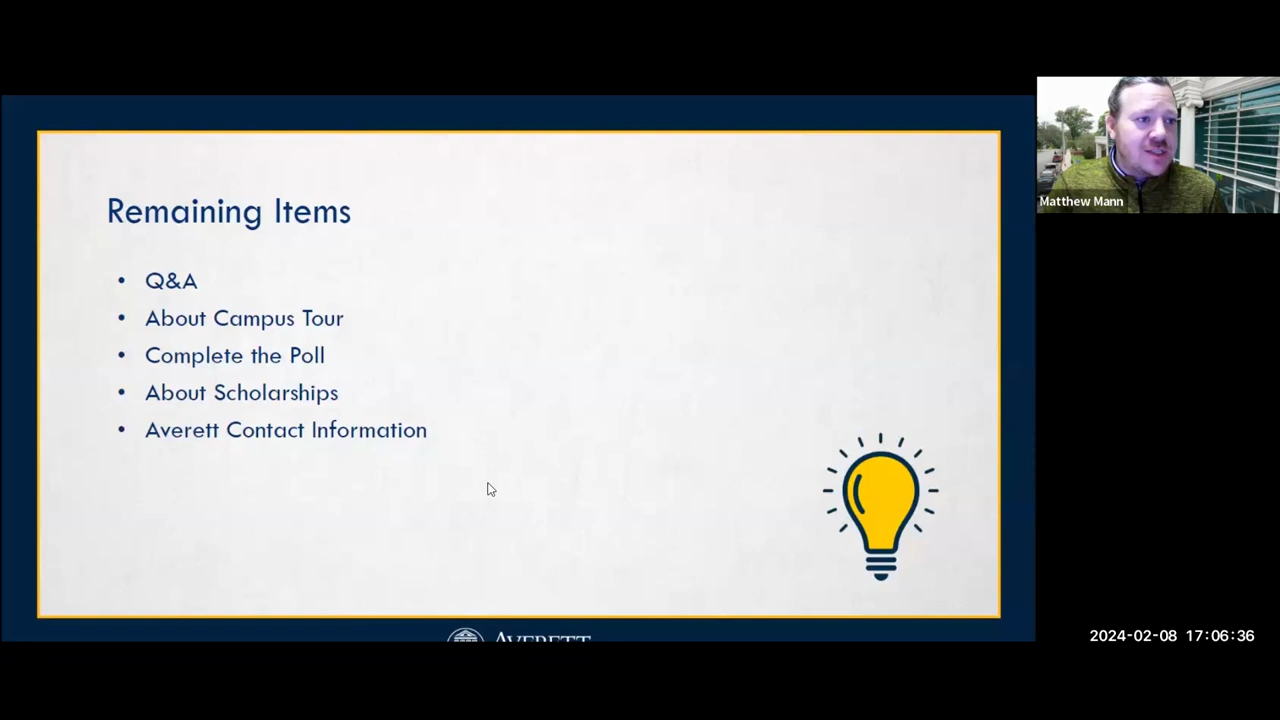 Remaining Items
• Q&A
• About Campus Tour
• Complete the Poll
• About Scholarships
• Averett Contact Information
AVERETT
Matthew Mann
2024-02-08 17:06:36